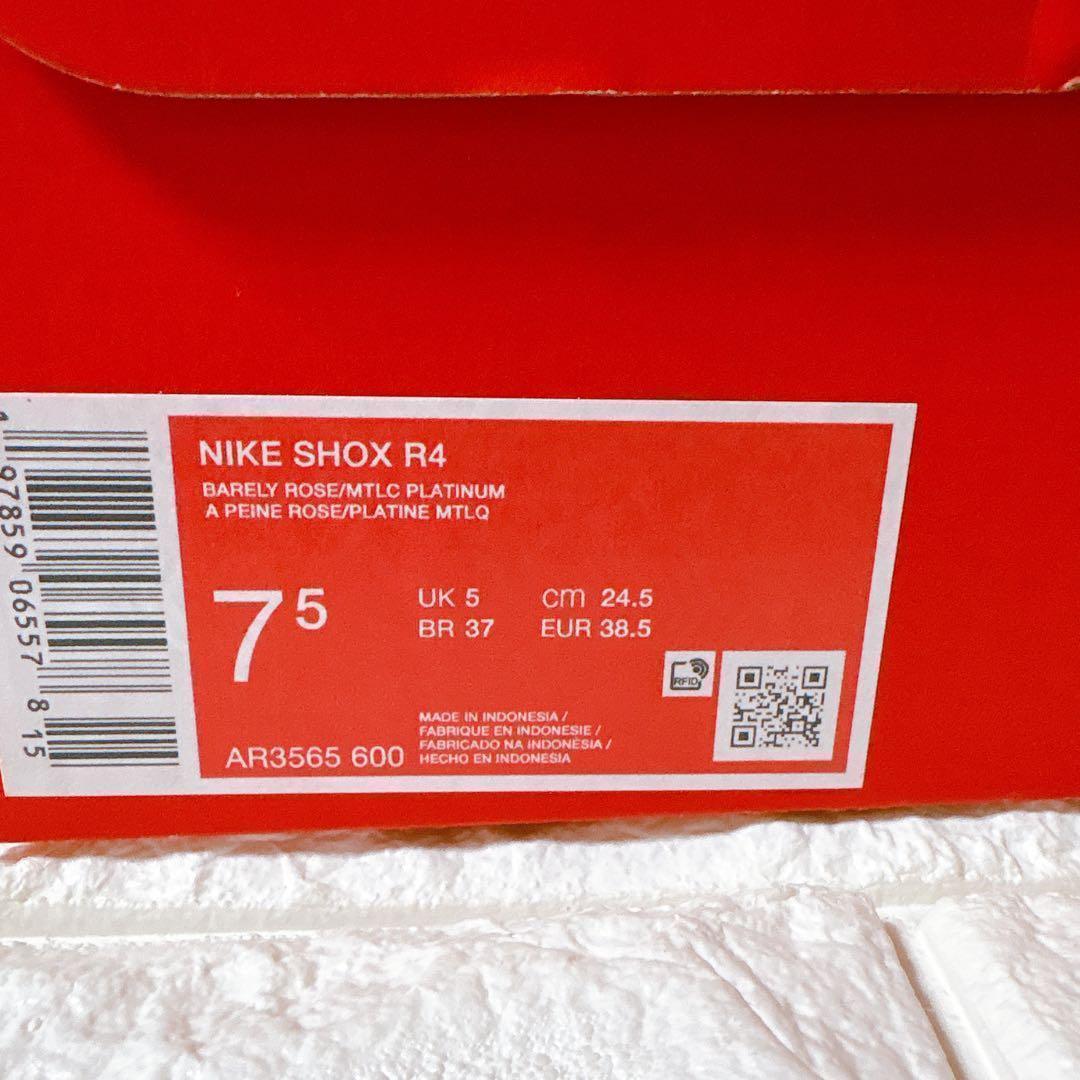 NIKE SHOX R4
BARELY ROSE/MTLC PLATINUM
A PEINE ROSE/PLATINE MTLQ
7⁵
UK 5 cm 24.5
BR 37 EUR 38.5
RFID
MADE IN INDONESIA /
FABRIQUE EN INDONESIE /
FABRICADO NA INDONÉSIA /
HECHO EN INDONESIA
AR3565 600
1 97859 06557 8 15